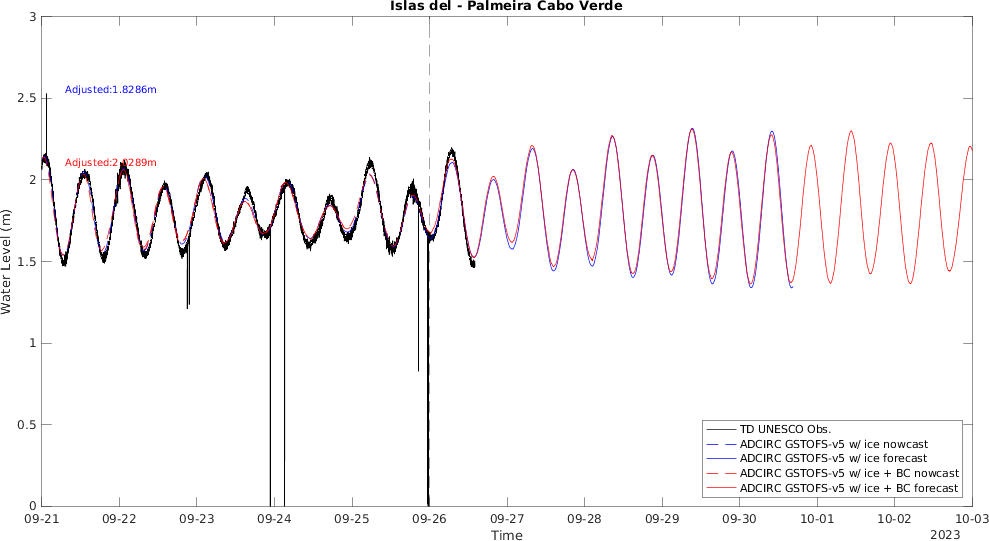 Islas del - Palmeira Cabo Verde
3
2.5
2
1.5
1
0.5
0
Water Level (m)
Adjusted:1.8286m
Adjusted:2.0289m
TD UNESCO Obs.
ADCIRC GSTOFS-v5 w/ ice nowcast
ADCIRC GSTOFS-v5 w/ ice forecast
ADCIRC GSTOFS-v5 w/ ice + BC nowcast
ADCIRC GSTOFS-v5 w/ ice + BC forecast
09-21 09-22 09-23 09-24 09-25 09-26 09-27 09-28 09-29 09-30 10-01 10-02 10-03
Time
2023